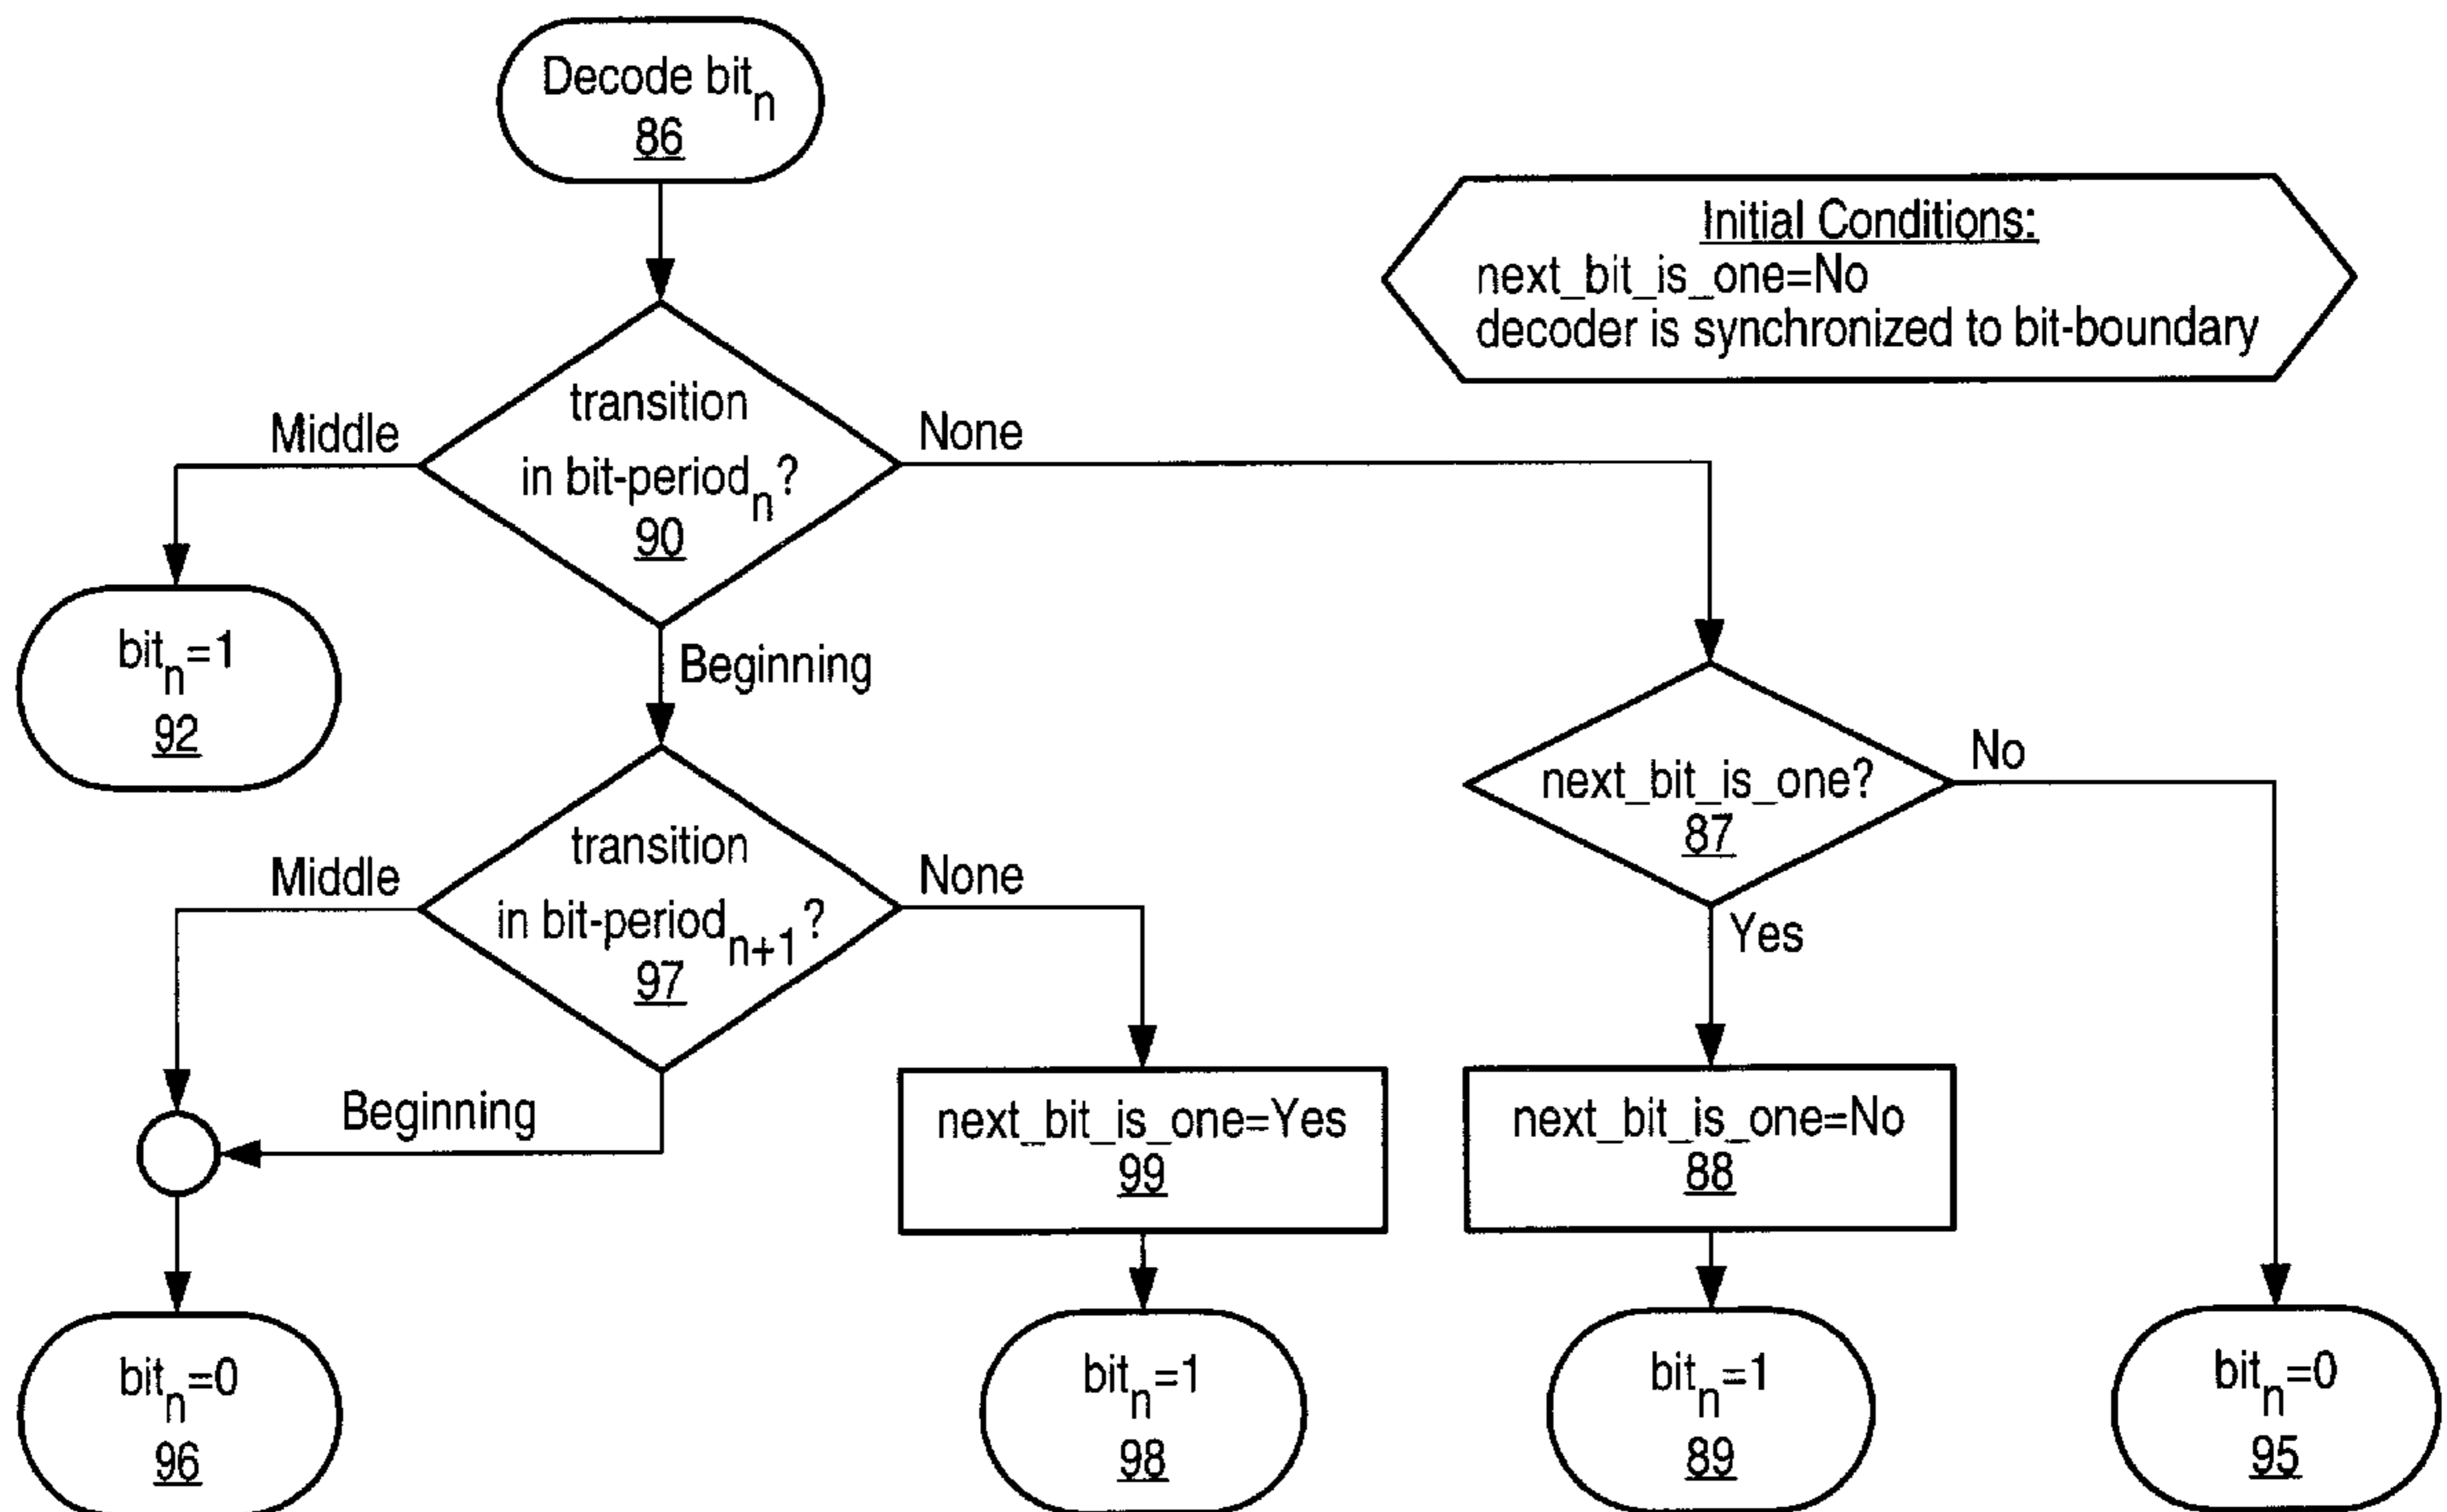 Decode bitn
86
Initial Conditions:
next_bit_is_one=No
decoder is synchronized to bit-boundary
transition
in bit-periodn?
90
Middle
None
Beginning
bitn=1
92
next_bit_is_one?
87
No
Yes
transition
in bit-periodn+1?
97
Middle
None
Beginning
next_bit_is_one=Yes
99
next_bit_is_one=No
88
bitn=0
96
bitn=1
98
bitn=1
89
bitn=0
95